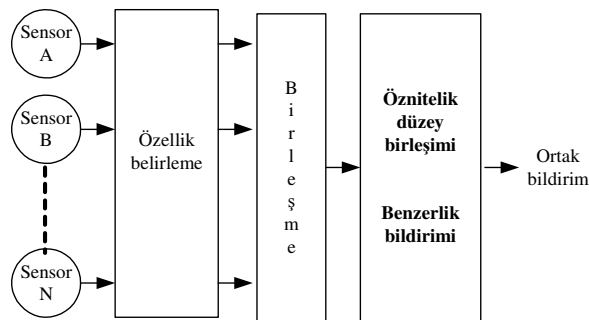 Sensor
A
Sensor
B
Sensor
N
Özellik
belirleme
B
i
r
l
e
ş
m
e
Öznitelik
düzey
birleşimi
Benzerlik
bildirimi
Ortak
bildirim